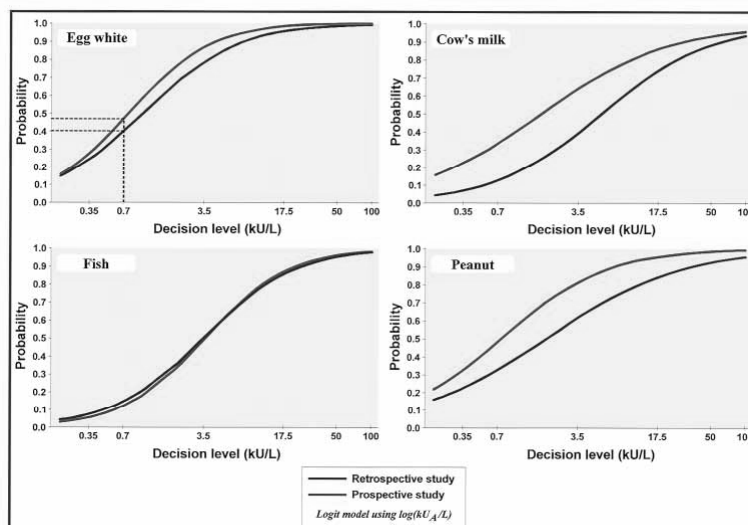 Egg white
Probability
1.0
0.9
0.8
0.7
0.6
0.5
0.4
0.3
0.2
0.1
0.0
0.35 0.7 3.5 17.5 50 100
Decision level (kU/L)
Cow's milk
Probability
1.0
0.9
0.8
0.7
0.6
0.5
0.4
0.3
0.2
0.1
0.0
0.35 0.7 3.5 17.5 50 10
Decision level (kU/L)
Fish
Probability
1.0
0.9
0.8
0.7
0.6
0.5
0.4
0.3
0.2
0.1
0.0
0.35 0.7 3.5 17.5 50 100
Decision level (kU/L)
Peanut
Probability
1.0
0.9
0.8
0.7
0.6
0.5
0.4
0.3
0.2
0.1
0.0
0.35 0.7 3.5 17.5 50 10
Decision level (kU/L)
Retrospective study
Prospective study
Logit model using log(kU_A/L)